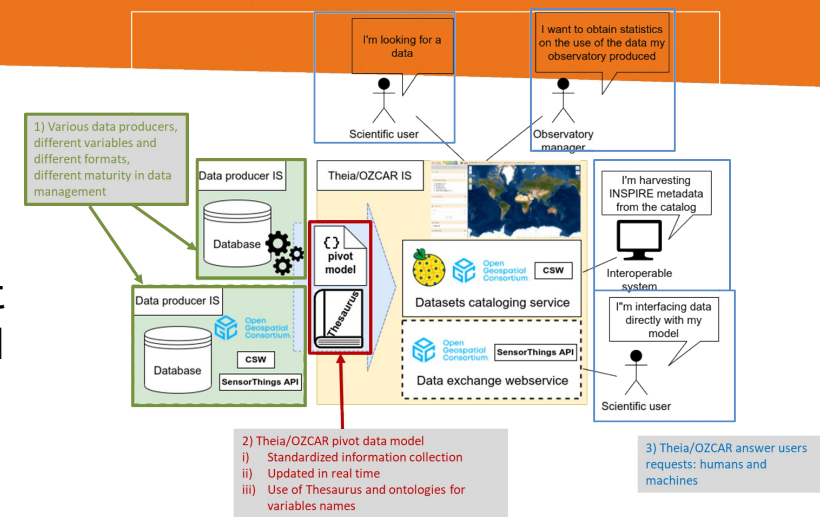 I'm looking for a
data
I want to obtain statistics
on the use of the data my
observatory produced
Scientific user
Observatory
manager
1) Various data producers,
different variables and
different formats,
different maturity in data
management
Data producer IS
Database
Theia/OZCAR IS
{}
pivot
model
Thesaurus
Open
Geospatial
Consortium
CSW
Datasets cataloging service
I'm harvesting
INSPIRE metadata
from the catalog
Interoperable
system
Data producer IS
Open
Geospatial
Consortium
Database
CSW
SensorThings API
Open
Geospatial
Consortium
SensorThings API
Data exchange webservice
I"m interfacing data
directly with my
model
Scientific user
2) Theia/OZCAR pivot data model
i) Standardized information collection
ii) Updated in real time
iii) Use of Thesaurus and ontologies for
variables names
3) Theia/OZCAR answer users
requests: humans and
machines